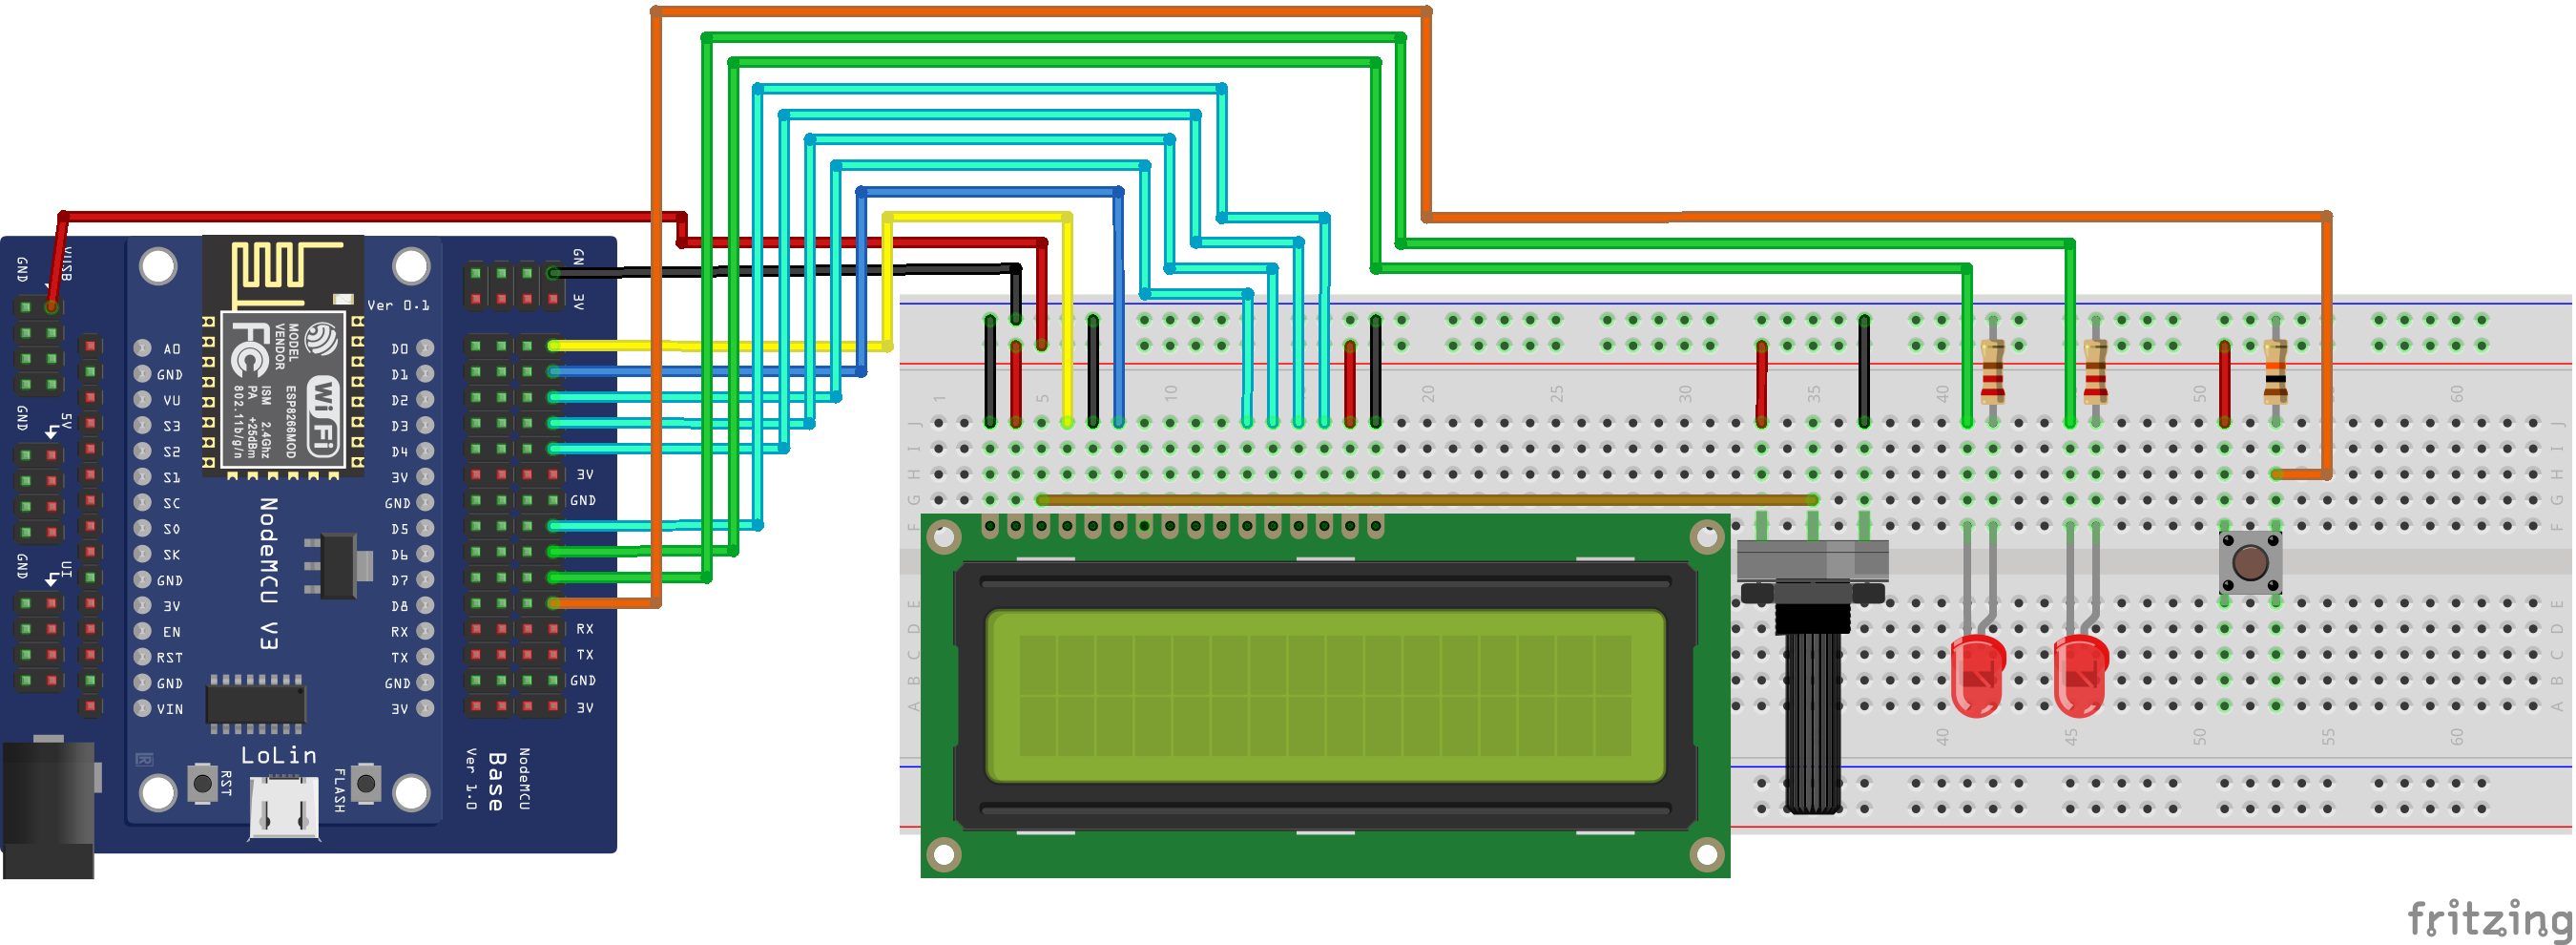 GND
VUSB
GND
5V
GND
UI
Ver 0.1
MODEL
VENDOR
ESP8266MOD
ISM 2.4GHz
PA +25dBm
802.11b/g/n
FC
WiFi
A0
GND
VU
S3
S2
S1
SC
S0
SK
GND
3V
EN
RST
GND
VIN
D0
D1
D2
D3
D4
3V
GND
D5
D6
D7
D8
RX
TX
GND
3V
NodeMCU V3
LoLin
RST
FLASH
GN
3V
3V
GND
RX
TX
GND
3V
NodeMCU
Base
Ver 1.0
1
5
10
15
20
25
30
35
40
45
50
55
60
J
I
H
G
F
E
D
C
B
A
J
I
H
G
F
E
D
C
B
A
40
45
50
55
60
fritzing